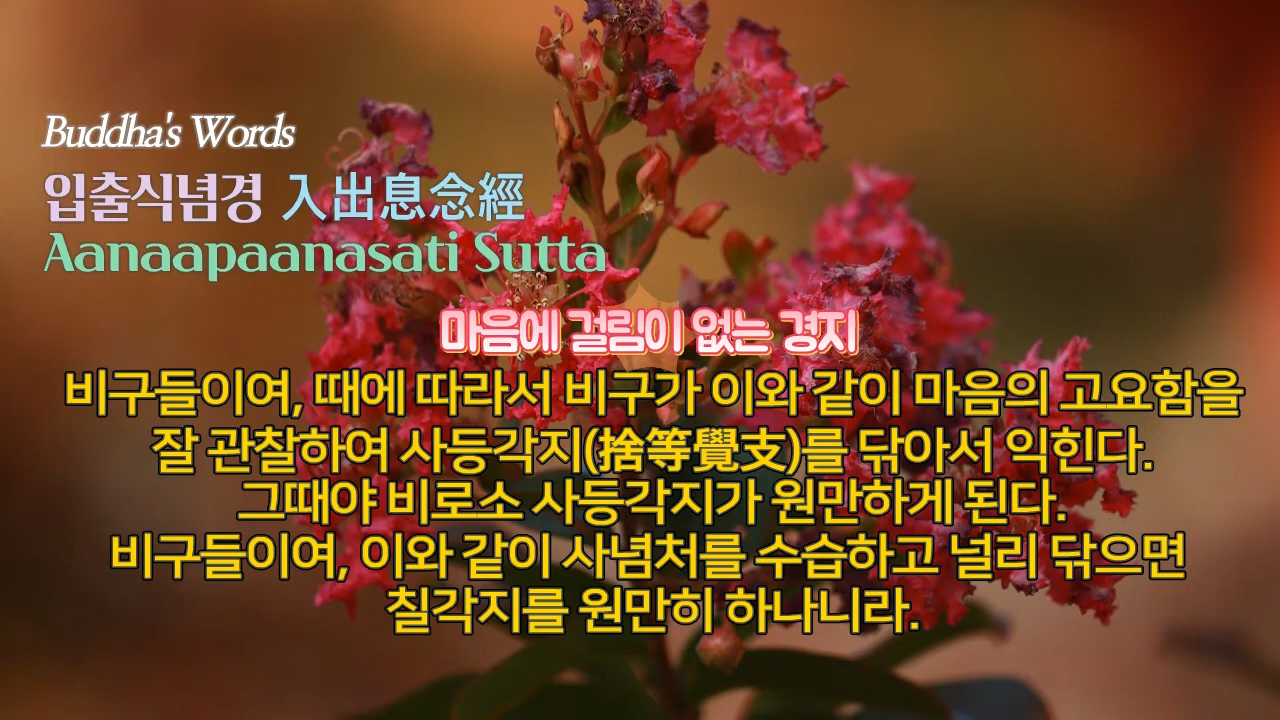 Buddha's Words
입출식념경 入出息念經
Aanaapaanasati Sutta
마음에 걸림이 없는 경지
비구들이여, 때에 따라서 비구가 이와 같이 마음의 고요함을
잘 관찰하여 사등각지(捨等覺支)를 닦아서 익힌다.
그때야 비로소 사등각지가 원만하게 된다.
비구들이여, 이와 같이 사념처를 수습하고 널리 닦으면
칠각지를 원만히 하나니라.